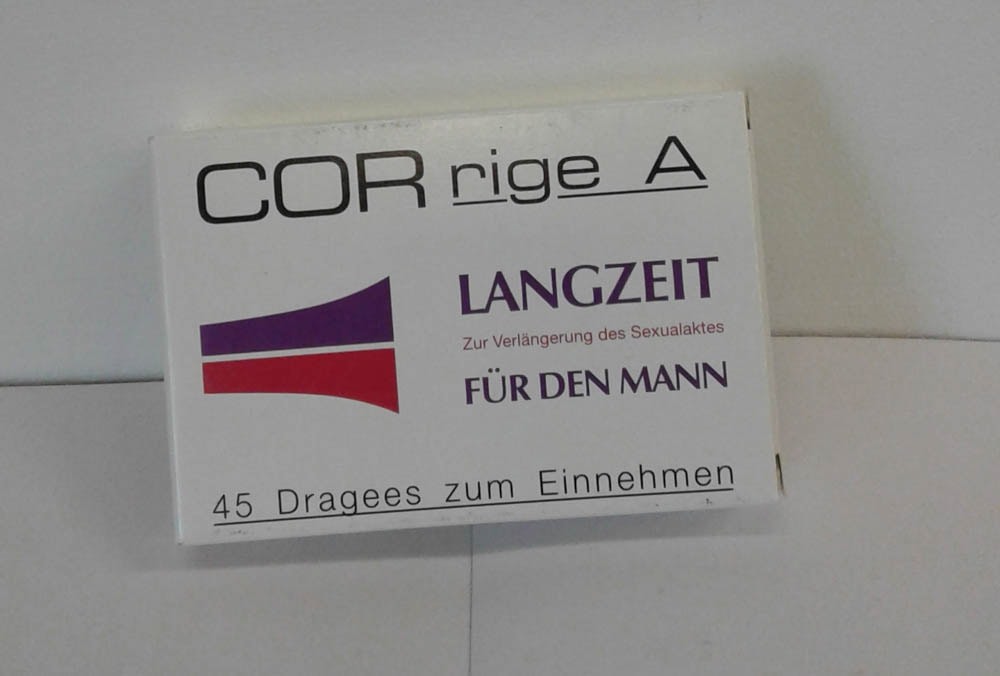 COR rige A
LANGZEIT
Zur Verlängerung des Sexualaktes
FÜR DEN MANN
45 Dragees zum Einnehmen